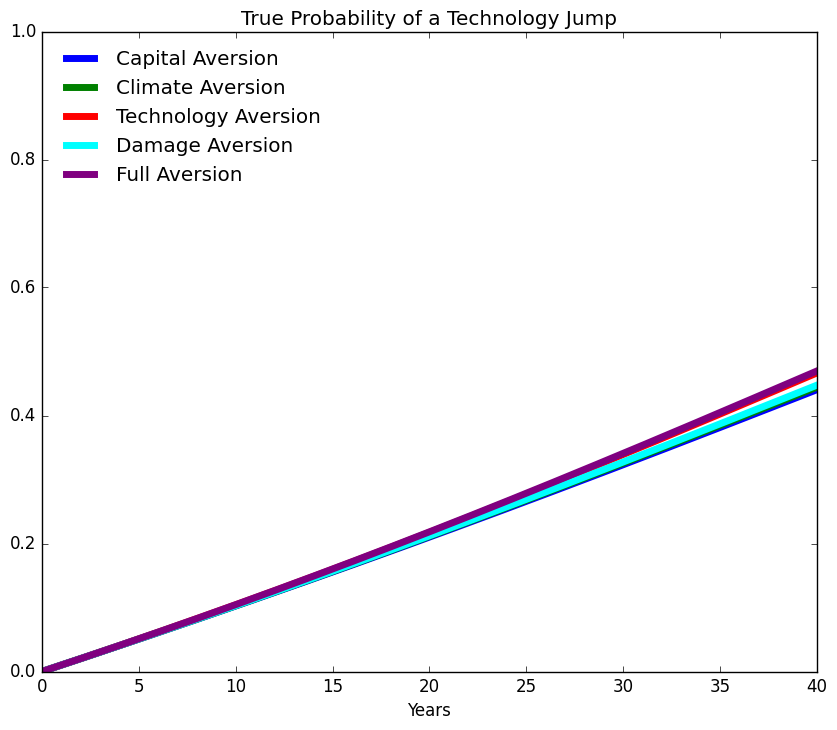 True Probability of a Technology Jump
1.0
Capital Aversion
Climate Aversion
Technology Aversion
Damage Aversion
Full Aversion
0.8
0.6
0.4
0.2
0.0
0 5 10 15 20 25 30 35 40
Years